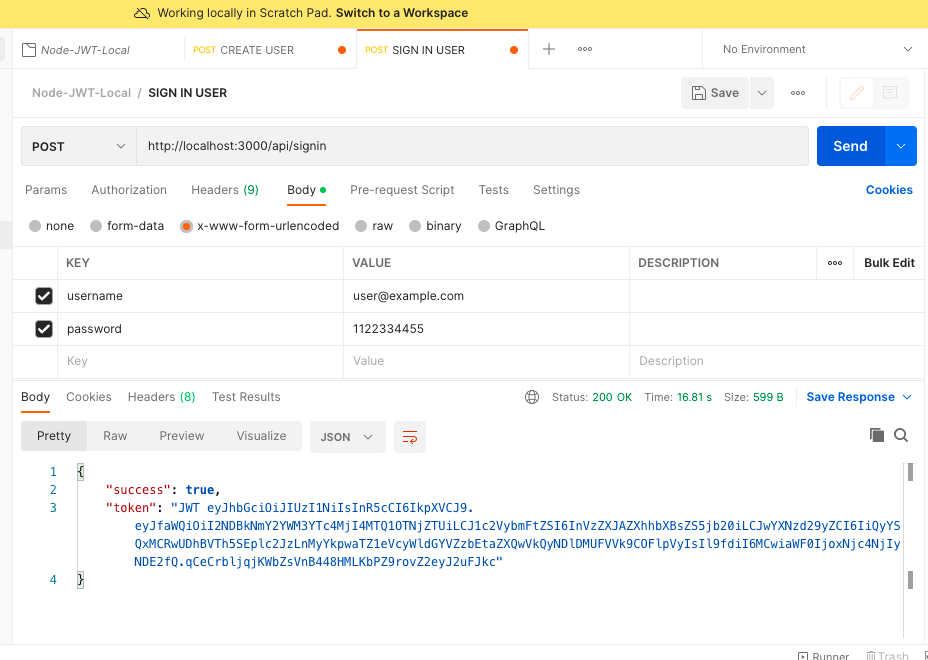 Working locally in Scratch Pad. Switch to a Workspace
Node-JWT-Local POST CREATE USER POST SIGN IN USER No Environment
Node-JWT-Local / SIGN IN USER Save
POST http://localhost:3000/api/signin Send
Params Authorization Headers (9) Body Pre-request Script Tests Settings Cookies
none form-data x-www-form-urlencoded raw binary GraphQL
KEY VALUE DESCRIPTION Bulk Edit
username user@example.com
password 1122334455
Key Value Description
Body Cookies Headers (8) Test Results Status: 200 OK Time: 16.81 s Size: 599 B Save Response
Pretty Raw Preview Visualize JSON
1 {
2 "success": true,
3 "token": "JWT eyJhbGciOiJIUzI1NiIsInR5cCI6IkpXVCJ9.
eyJfaWQiOiI2NDBkNmY2YWM3YTc4MjI4MTQ1OTNjZTUiLCJ1c2VybmFtZSI6InVzZXJAZXhhbXBsZS5jb20iLCJwYXNzd29yZCI6IiQyYS
QxMCRwUDhBVTh5SEplc2JzLnMyYkpwaTZ1eVcyWldGYVZzbEtaZXQwVkQyNDlDMUFVVk9COFlpVyIsIl9fdiI6MCwiaWF0IjoxNjc4NjIy
NDE2fQ.qCeCrbljqjKWbZsVnB448HMLKbPZ9rovZ2eyJ2uFJkc"
4 }
Runner Trash